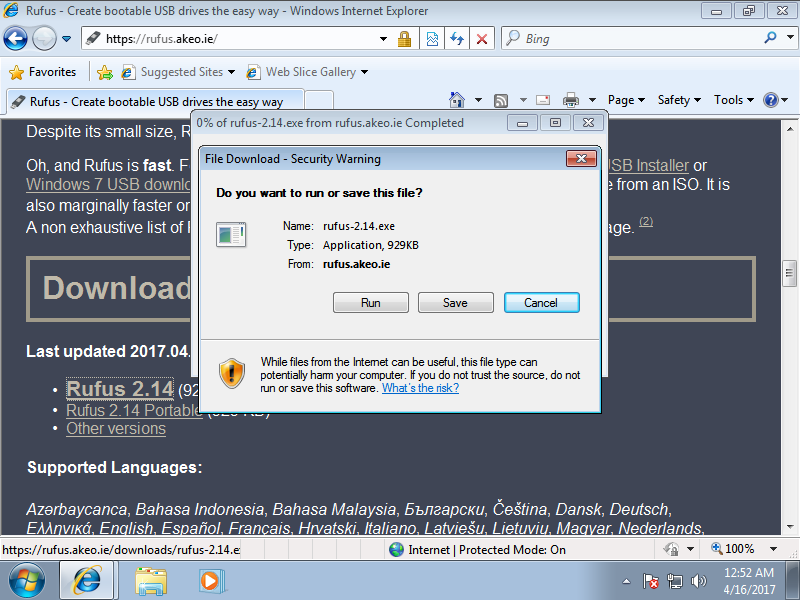 Rufus - Create bootable USB drives the easy way - Windows Internet Explorer
https://rufus.akeo.ie/
Bing
Favorites Suggested Sites Web Slice Gallery
Rufus - Create bootable USB drives the easy way
Page Safety Tools
Despite its small size, R
0% of rufus-2.14.exe from rufus.akeo.ie Completed
File Download - Security Warning
Do you want to run or save this file?
Name: rufus-2.14.exe
Type: Application, 929KB
From: rufus.akeo.ie
Run Save Cancel
While files from the Internet can be useful, this file type can
potentially harm your computer. If you do not trust the source, do not
run or save this software. What's the risk?
Oh, and Rufus is fast. F
USB Installer or
Windows 7 USB downlo
e from an ISO. It is
also marginally faster or
A non exhaustive list of
age. (2)
Download
Last updated 2017.04.
• Rufus 2.14 (92
• Rufus 2.14 Portable
• Other versions
Supported Languages:
Azərbaycanca, Bahasa Indonesia, Bahasa Malaysia, Български, Čeština, Dansk, Deutsch,
Ελληνικά, English, Español, Français, Hrvatski, Italiano, Latviešu, Lietuvių, Magyar, Nederlands,
https://rufus.akeo.ie/downloads/rufus-2.14.e
Internet | Protected Mode: On
100%
12:52 AM
4/16/2017